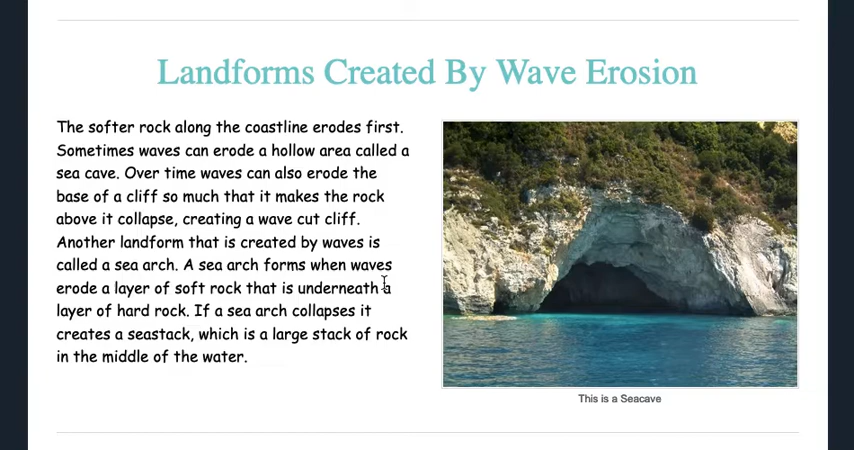 Landforms Created By Wave Erosion
The softer rock along the coastline erodes first.
Sometimes waves can erode a hollow area called a
sea cave. Over time waves can also erode the
base of a cliff so much that it makes the rock
above it collapse, creating a wave cut cliff.
Another landform that is created by waves is
called a sea arch. A sea arch forms when waves
erode a layer of soft rock that is underneath a
layer of hard rock. If a sea arch collapses it
creates a seastack, which is a large stack of rock
in the middle of the water.
This is a Seacave